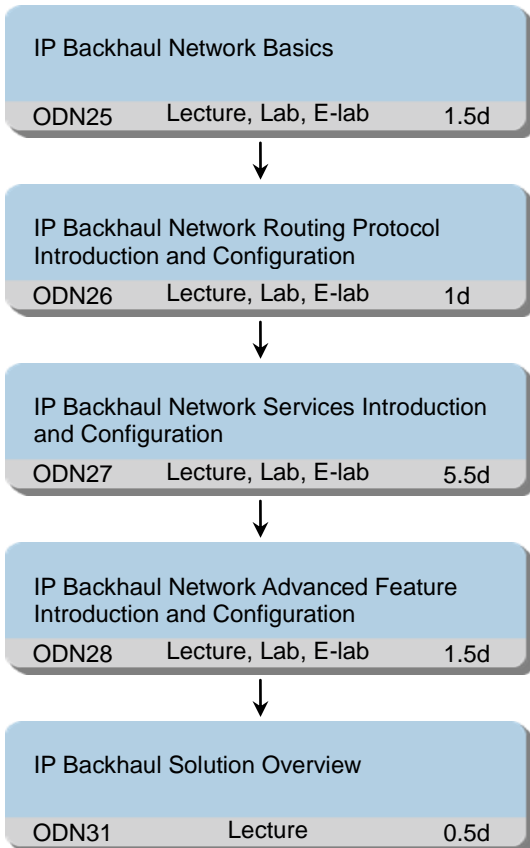 IP Backhaul Network Basics
ODN25 Lecture, Lab, E-lab 1.5d
IP Backhaul Network Routing Protocol
Introduction and Configuration
ODN26 Lecture, Lab, E-lab 1d
IP Backhaul Network Services Introduction
and Configuration
ODN27 Lecture, Lab, E-lab 5.5d
IP Backhaul Network Advanced Feature
Introduction and Configuration
ODN28 Lecture, Lab, E-lab 1.5d
IP Backhaul Solution Overview
ODN31 Lecture 0.5d